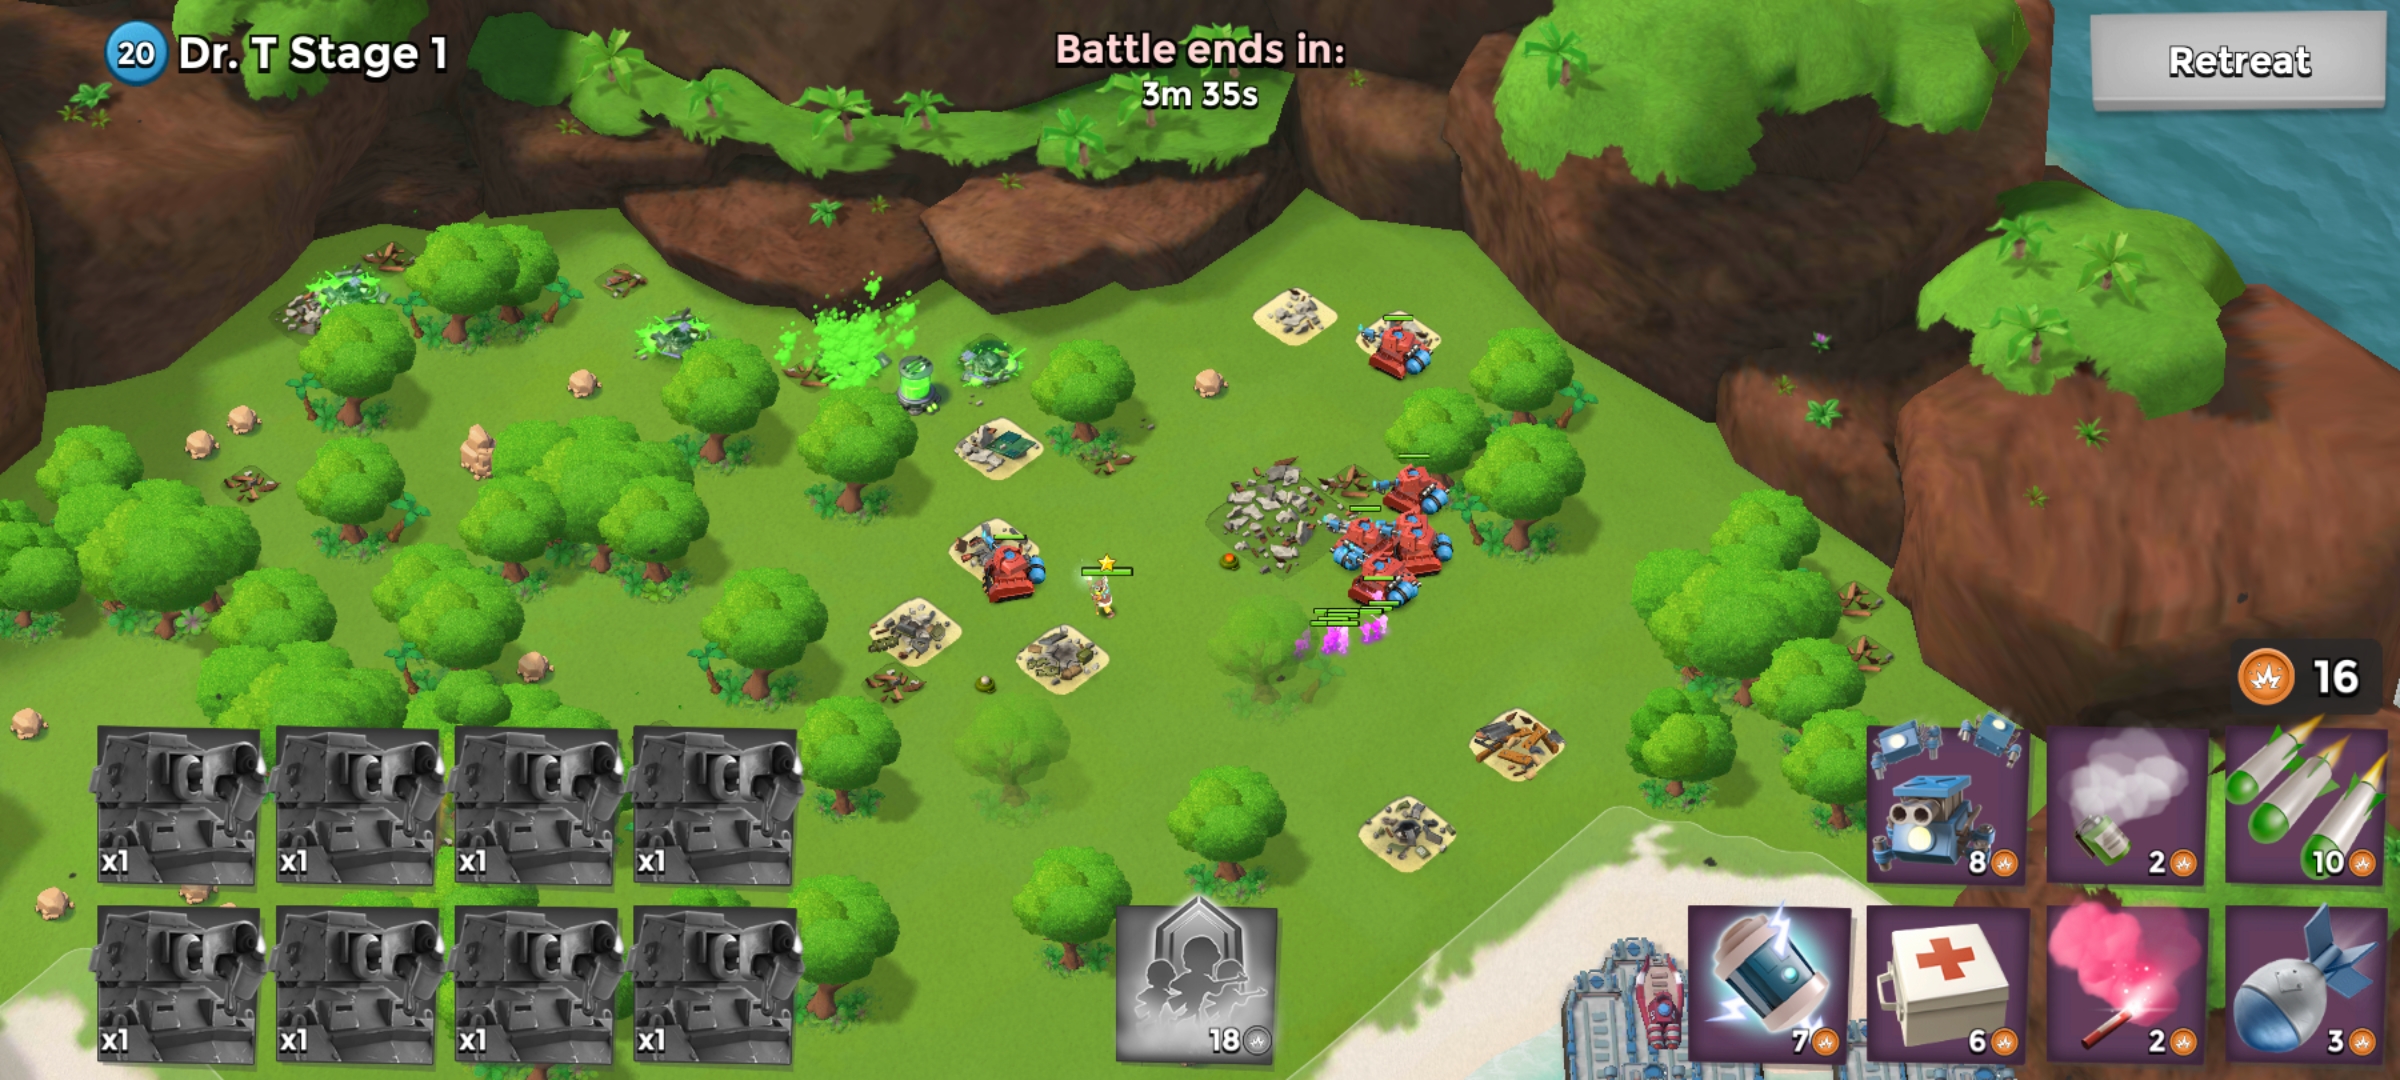 20 Dr. T Stage 1
Battle ends in:
3m 35s
Retreat
16
8
2
10
x1
x1
x1
x1
x1
x1
x1
x1
18
7
6
2
3